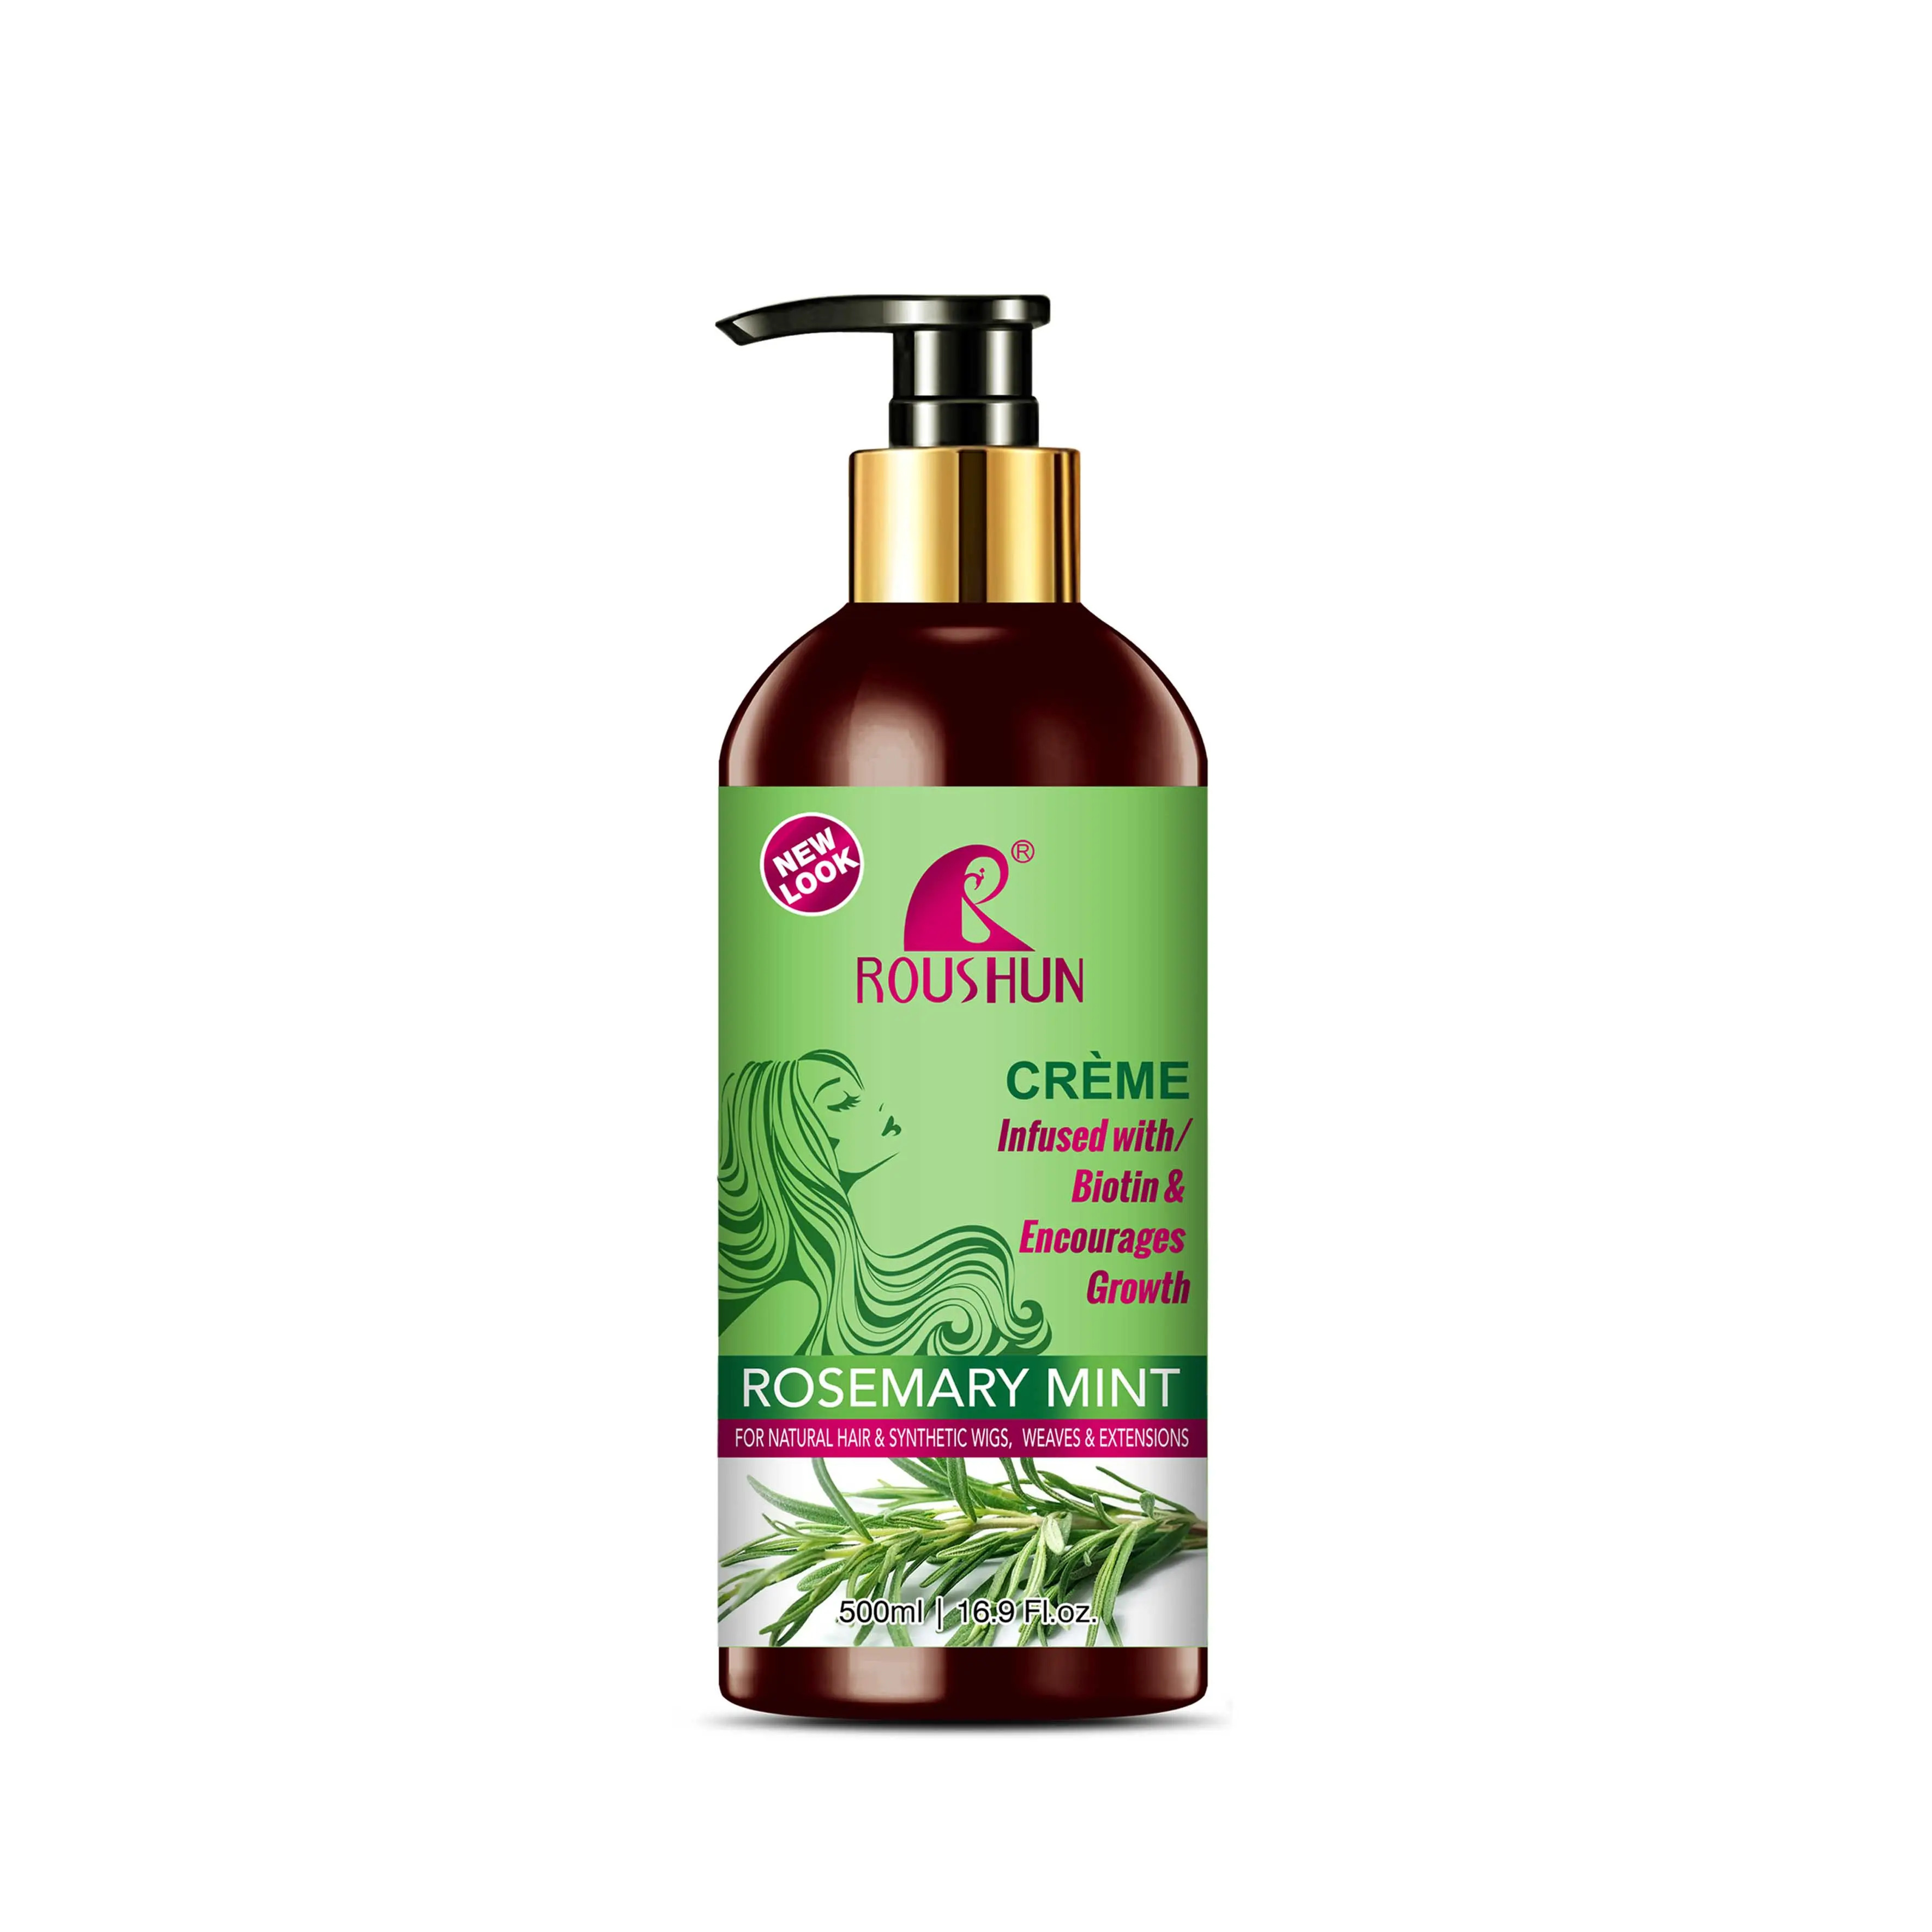 NEW
LOOK
®
ROUSHUN
CRÈME
Infused with/
Biotin &
Encourages
Growth
ROSEMARY MINT
FOR NATURAL HAIR & SYNTHETIC WIGS, WEAVES & EXTENSIONS
500ml | 16.9 Fl.oz.